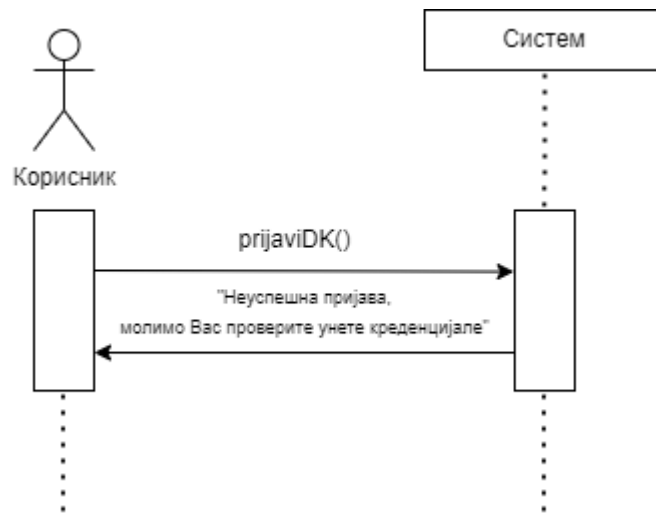 Систем
Корисник
prijaviDK()
"Неуспешна пријава,
молимо Вас проверите унете креденцијале"